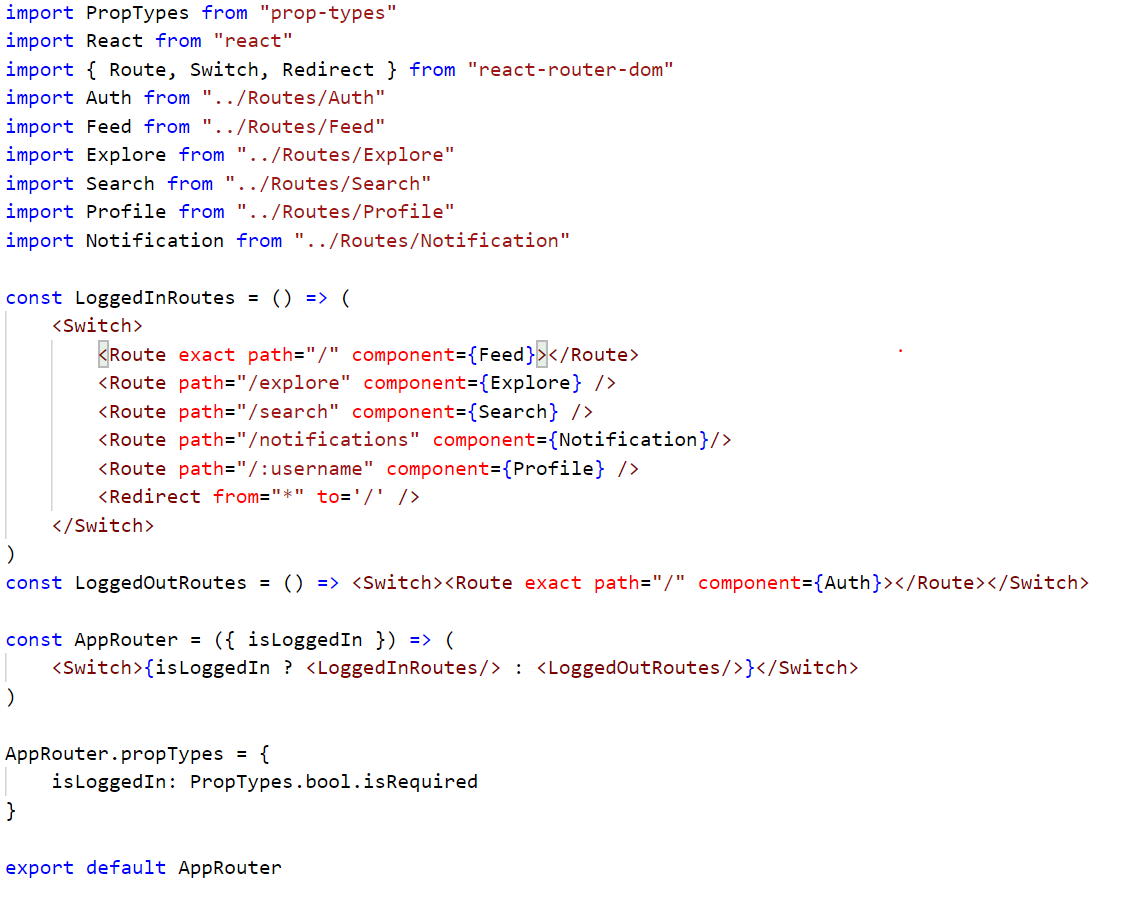 import PropTypes from "prop-types"
import React from "react"
import { Route, Switch, Redirect } from "react-router-dom"
import Auth from "../Routes/Auth"
import Feed from "../Routes/Feed"
import Explore from "../Routes/Explore"
import Search from "../Routes/Search"
import Profile from "../Routes/Profile"
import Notification from "../Routes/Notification"

const LoggedInRoutes = () => (
    <Switch>
        <Route exact path="/" component={Feed}></Route>
        <Route path="/explore" component={Explore} />
        <Route path="/search" component={Search} />
        <Route path="/notifications" component={Notification}/>
        <Route path="/:username" component={Profile} />
        <Redirect from="*" to='/' />
    </Switch>
)
const LoggedOutRoutes = () => <Switch><Route exact path="/" component={Auth}></Route></Switch>

const AppRouter = ({ isLoggedIn }) => (
    <Switch>{isLoggedIn ? <LoggedInRoutes/> : <LoggedOutRoutes/>}</Switch>
)

AppRouter.propTypes = {
    isLoggedIn: PropTypes.bool.isRequired
}

export default AppRouter